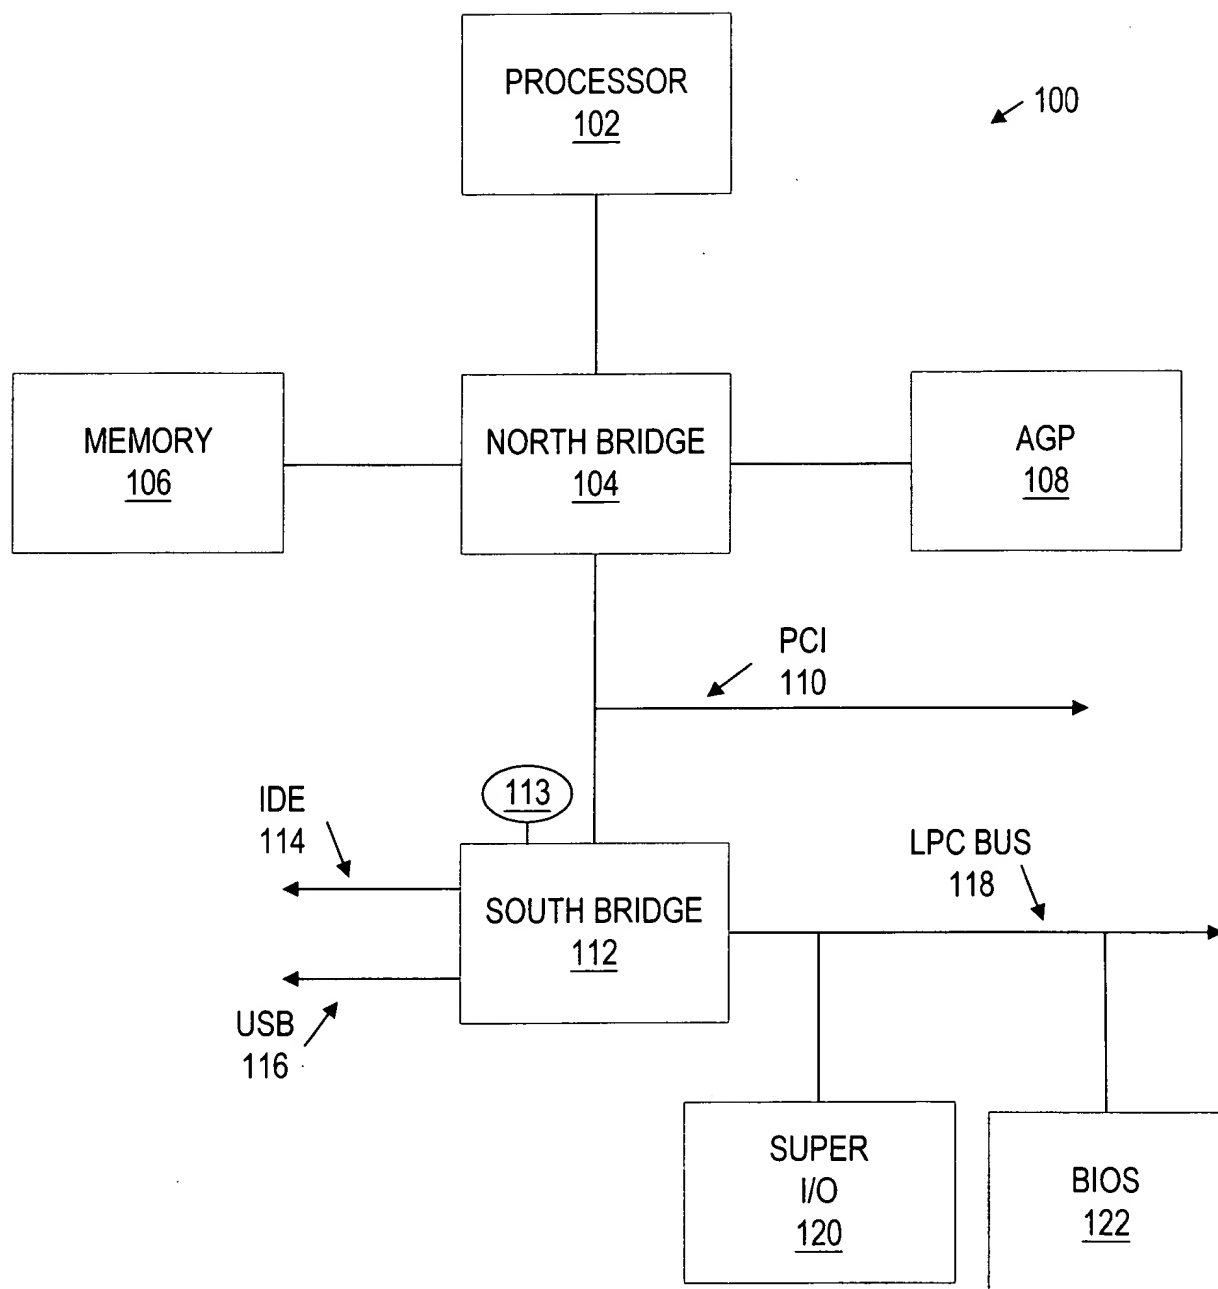 PROCESSOR
102
100
MEMORY
106
NORTH BRIDGE
104
AGP
108
PCI
110
113
IDE
114
LPC BUS
118
SOUTH BRIDGE
112
USB
116
SUPER
I/O
120
BIOS
122